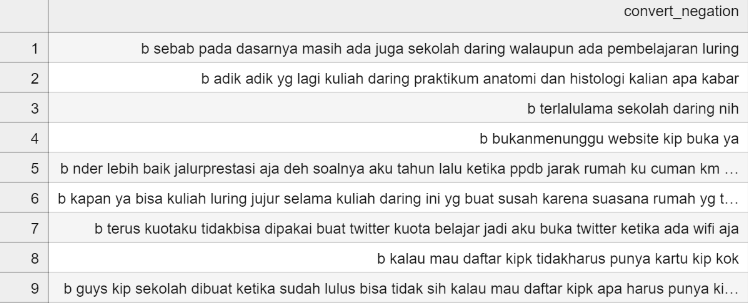 convert_negation
1 b sebab pada dasarnya masih ada juga sekolah daring walaupun ada pembelajaran luring
2 b adik adik yg lagi kuliah daring praktikum anatomi dan histologi kalian apa kabar
3 b terlalulama sekolah daring nih
4 b bukanmenunggu website kip buka ya
5 b nder lebih baik jalurprestasi aja deh soalnya aku tahun lalu ketika ppdb jarak rumah ku cuman km ...
6 b kapan ya bisa kuliah luring jujur selama kuliah daring ini yg buat susah karena suasana rumah yg t...
7 b terus kuotaku tidakbisa dipakai buat twitter kuota belajar jadi aku buka twitter ketika ada wifi aja
8 b kalau mau daftar kipk tidakharus punya kartu kip kok
9 b guys kip sekolah dibuat ketika sudah lulus bisa tidak sih kalau mau daftar kipk apa harus punya ki...